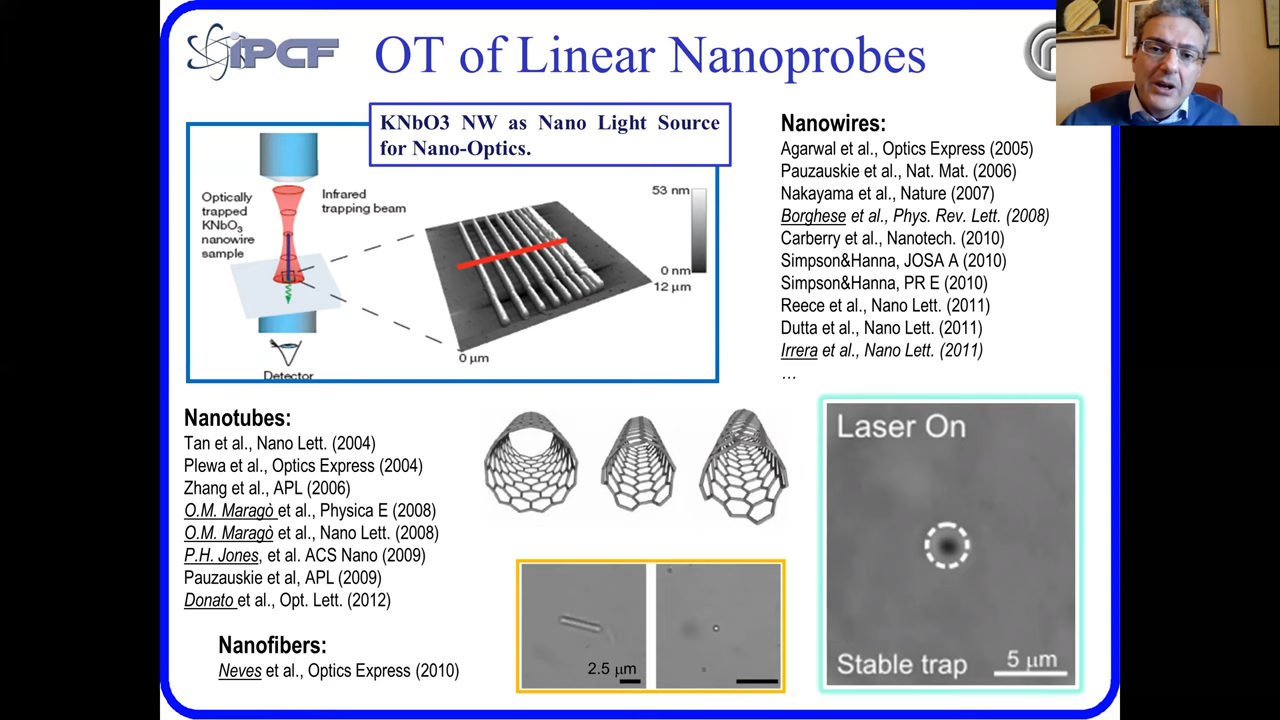 iPCF
OT of Linear Nanoprobes
KNbO3 NW as Nano Light Source
for Nano-Optics.
Optically
trapped
KNbO₃
nanowire
sample
Infrared
trapping beam
Detector
53 nm
0 nm
12 μm
0 μm
Nanowires:
Agarwal et al., Optics Express (2005)
Pauzauskie et al., Nat. Mat. (2006)
Nakayama et al., Nature (2007)
Borghese et al., Phys. Rev. Lett. (2008)
Carberry et al., Nanotech. (2010)
Simpson&Hanna, JOSA A (2010)
Simpson&Hanna, PR E (2010)
Reece et al., Nano Lett. (2011)
Dutta et al., Nano Lett. (2011)
Irrera et al., Nano Lett. (2011)
…
Nanotubes:
Tan et al., Nano Lett. (2004)
Plewa et al., Optics Express (2004)
Zhang et al., APL (2006)
O.M. Maragò et al., Physica E (2008)
O.M. Maragò et al., Nano Lett. (2008)
P.H. Jones, et al. ACS Nano (2009)
Pauzauskie et al, APL (2009)
Donato et al., Opt. Lett. (2012)
Nanofibers:
Neves et al., Optics Express (2010)
2.5 μm
Laser On
Stable trap
5 μm